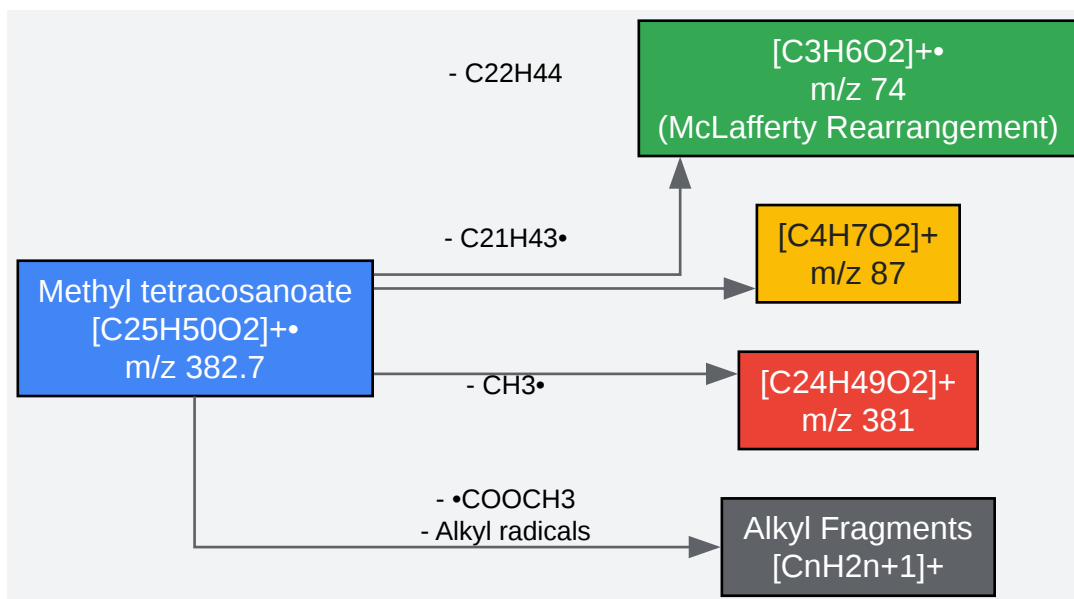 - C22H44
[C3H6O2]+•
m/z 74
(McLafferty Rearrangement)
- C21H43•
[C4H7O2]+
m/z 87
Methyl tetracosanoate
[C25H50O2]+•
m/z 382.7
- CH3•
[C24H49O2]+
m/z 381
- •COOCH3
- Alkyl radicals
Alkyl Fragments
[CnH2n+1]+